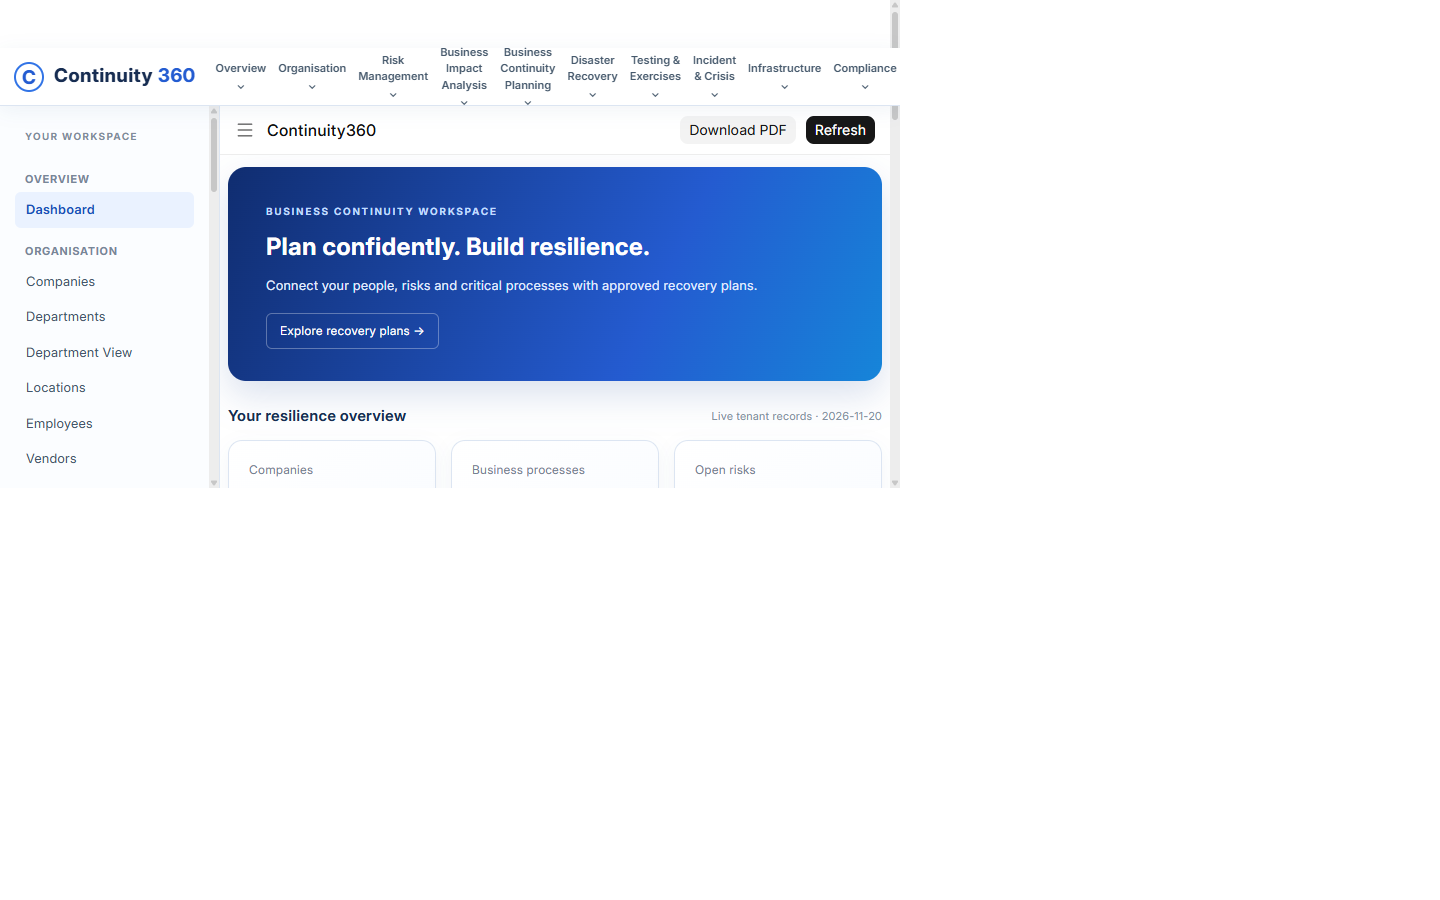 Continuity 360
Overview
Organisation
Risk
Management
Business
Impact
Analysis
Business
Continuity
Planning
Disaster
Recovery
Testing &
Exercises
Incident
& Crisis
Infrastructure
Compliance
YOUR WORKSPACE
OVERVIEW
Dashboard
ORGANISATION
Companies
Departments
Department View
Locations
Employees
Vendors
Continuity360
Download PDF
Refresh
BUSINESS CONTINUITY WORKSPACE
Plan confidently. Build resilience.
Connect your people, risks and critical processes with approved recovery plans.
Explore recovery plans →
Your resilience overview
Live tenant records · 2026-11-20
Companies
Business processes
Open risks